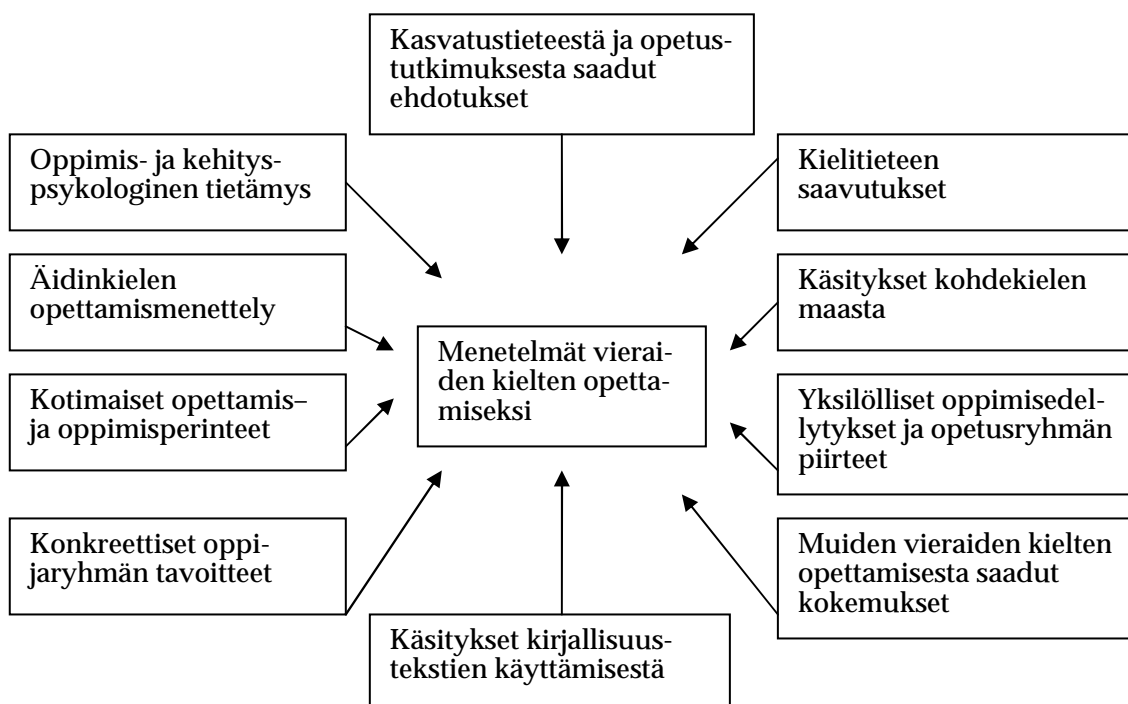 Kasvatustieteestä ja opetus-
tutkimuksesta saadut
ehdotukset
Oppimis- ja kehitys-
psykologinen tietämys
Kielitieteen
saavutukset
Äidinkielen
opettamismenettely
Käsitykset kohdekielen
maasta
Menetelmät vierai-
den kielten opetta-
miseksi
Kotimaiset opettamis–
ja oppimisperinteet
Yksilölliset oppimisedel-
lytykset ja opetusryhmän
piirteet
Konkreettiset oppi-
jaryhmän tavoitteet
Muiden vieraiden kielten
opettamisesta saadut
kokemukset
Käsitykset kirjallisuus-
tekstien käyttämisestä